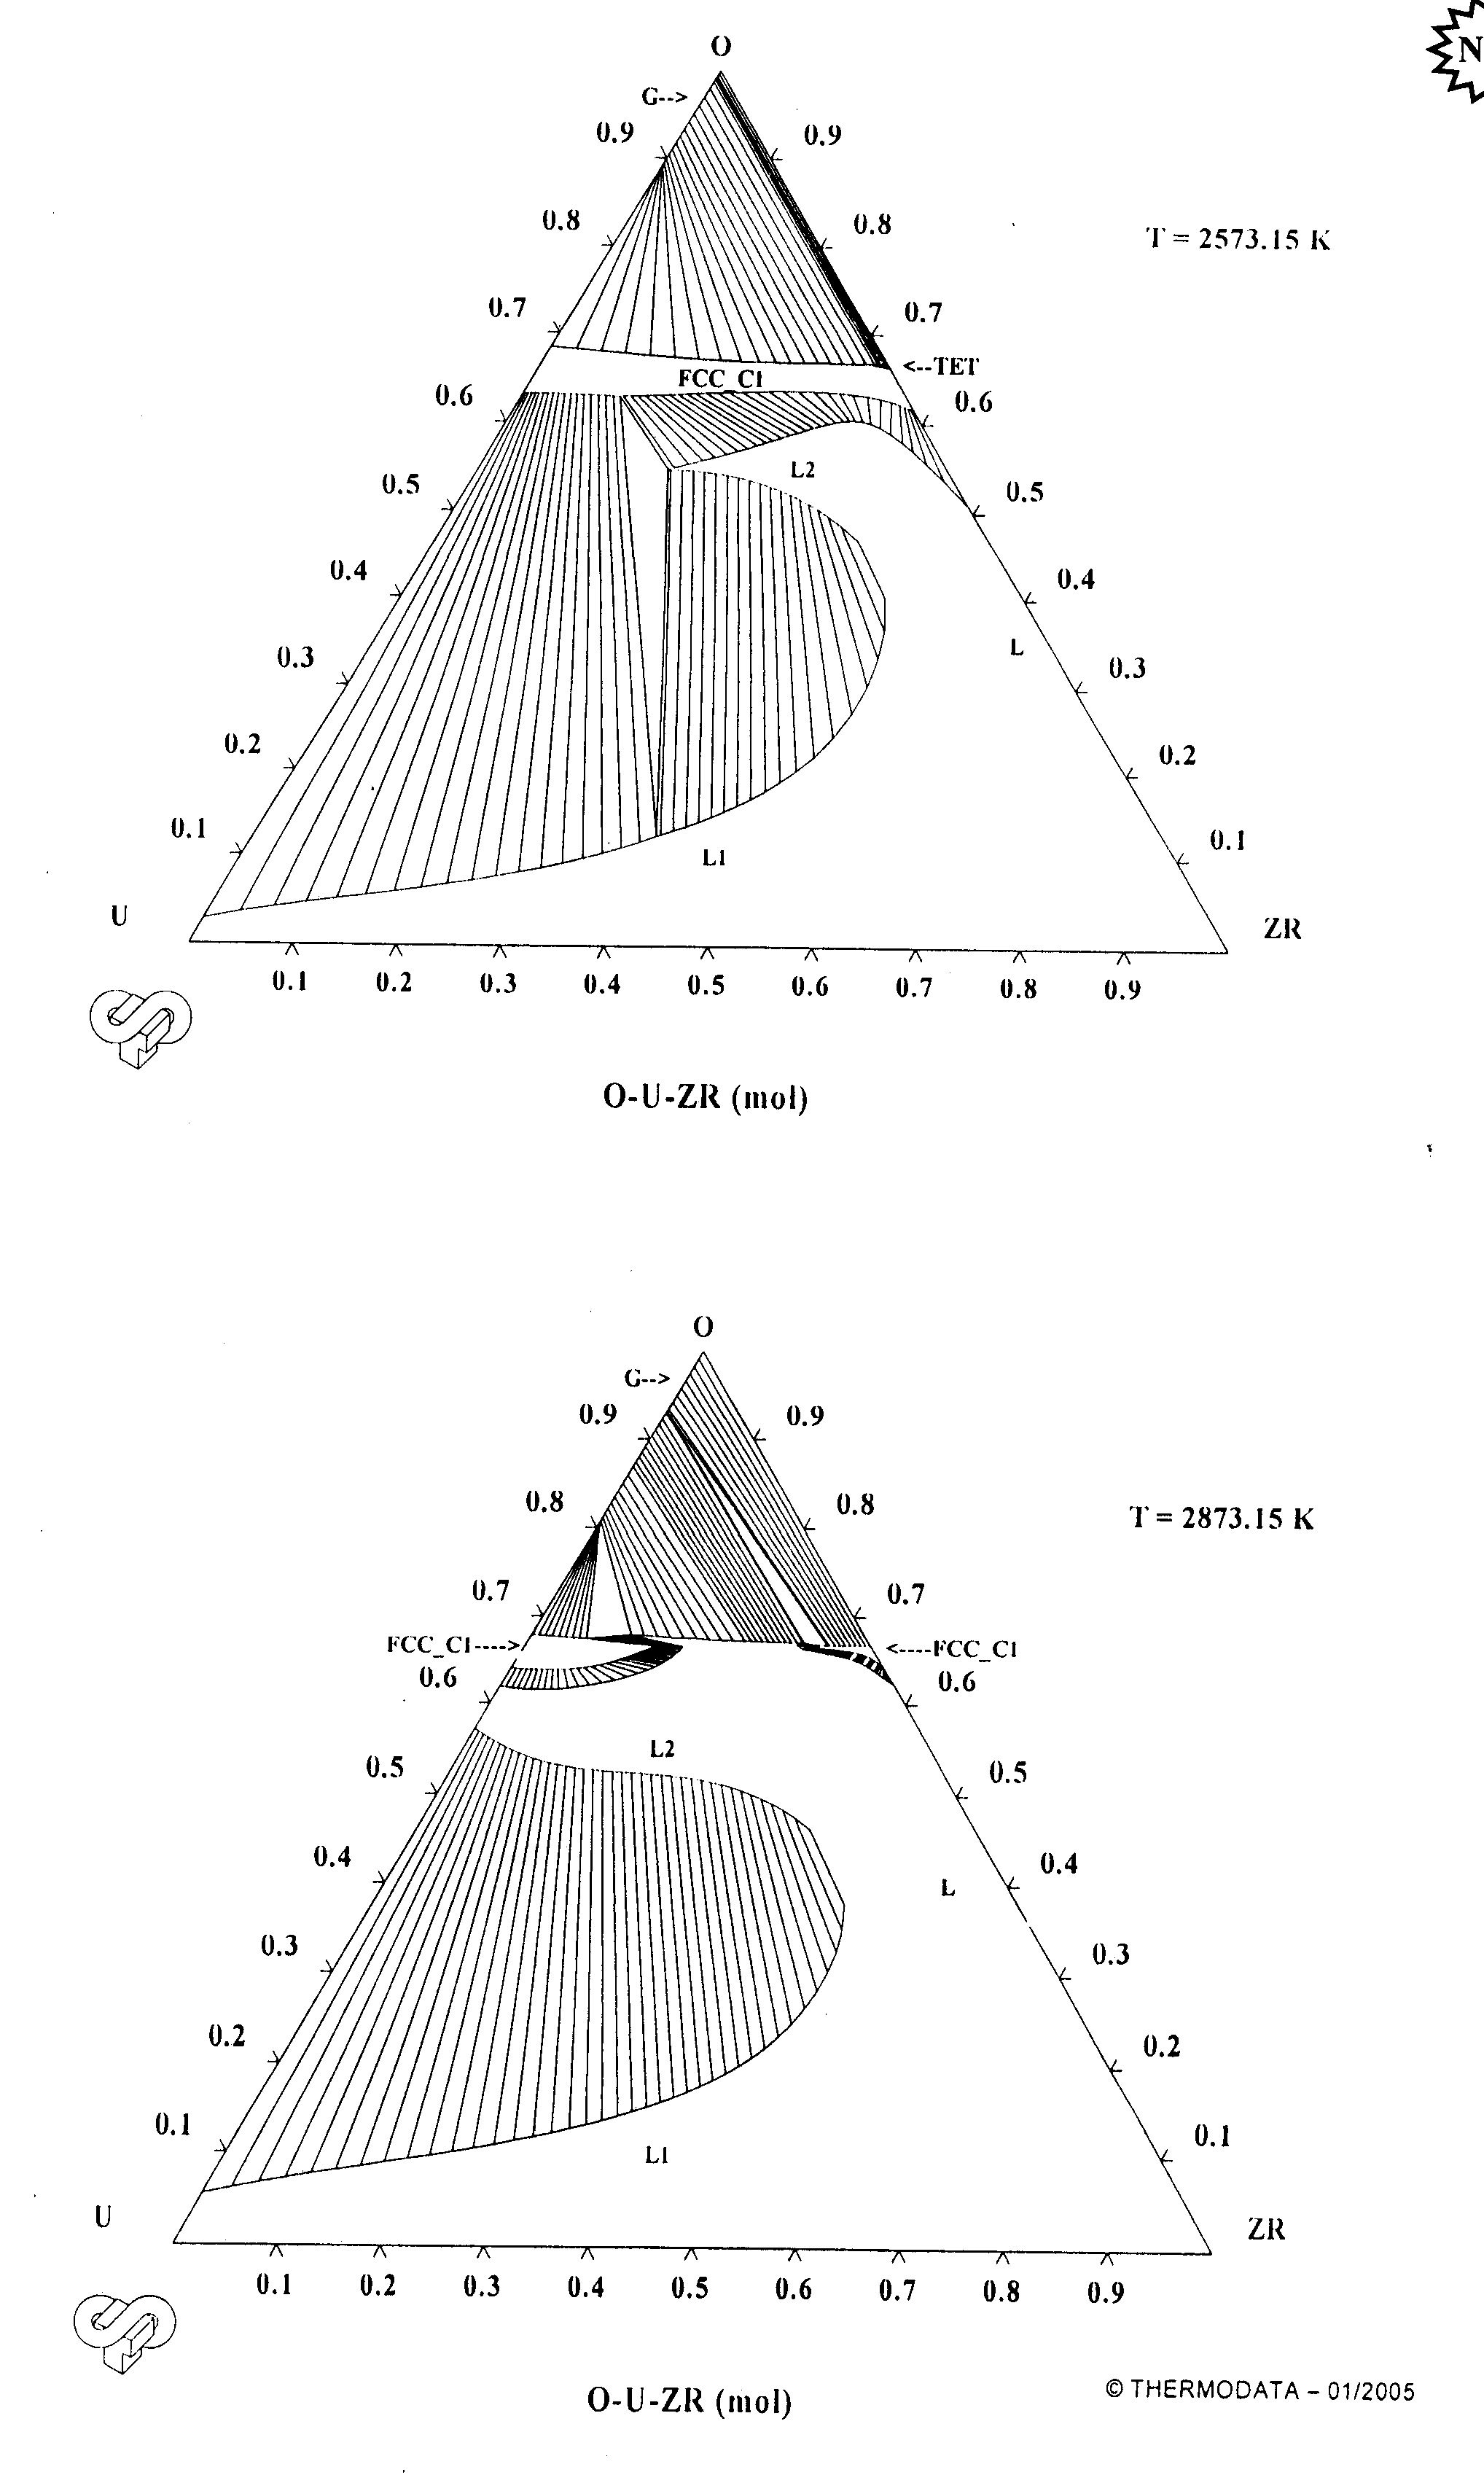 N
O
G-->
0.9 0.9
0.8 0.8
T = 2573.15 K
0.7 0.7
<--TET
FCC_C1
0.6 0.6
L2
0.5 0.5
0.4 0.4
L
0.3 0.3
0.2 0.2
0.1 0.1
L1
U ZR
0.1 0.2 0.3 0.4 0.5 0.6 0.7 0.8 0.9
O-U-ZR (mol)
O
G-->
0.9 0.9
0.8 0.8
T = 2873.15 K
0.7 0.7
FCC_C1----> <----FCC_C1
0.6 0.6
L2
0.5 0.5
0.4 0.4
L
0.3 0.3
0.2 0.2
0.1 0.1
L1
U ZR
0.1 0.2 0.3 0.4 0.5 0.6 0.7 0.8 0.9
O-U-ZR (mol)
© THERMODATA – 01/2005